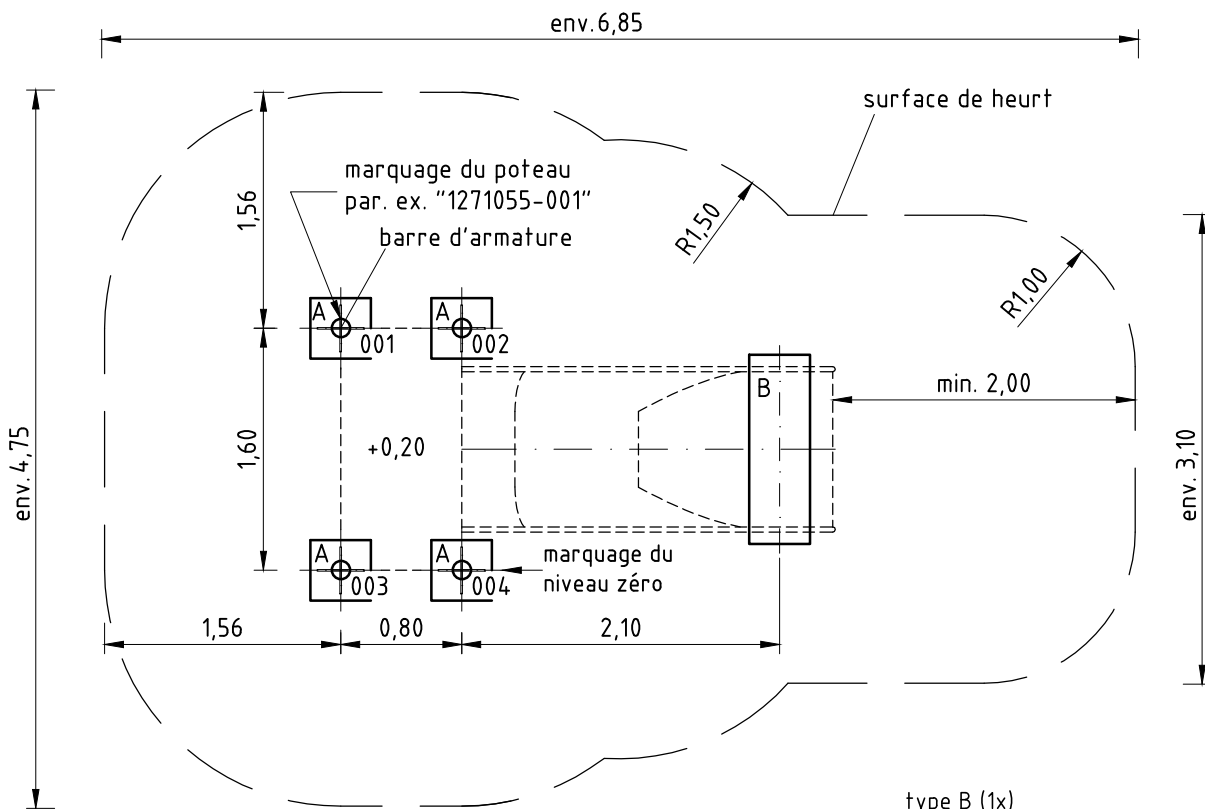 env.6,85
surface de heurt
marquage du poteau
par. ex. "1271055-001"
barre d'armature
1,56
R1,50
R1,00
A
001
A
002
B
min. 2,00
env. 4,75
1,60
+0,20
env. 3,10
A
003
A
004
marquage du
niveau zéro
1,56
0,80
2,10
type B (1x)